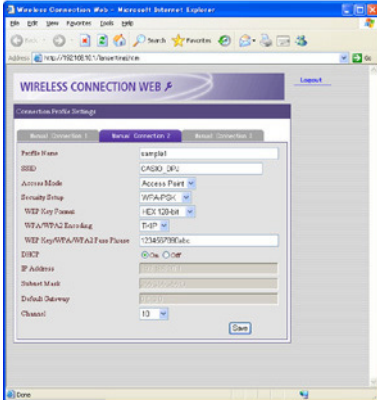 Wireless Connection Web - Microsoft Internet Explorer
File Edit View Favorites Tools Help
Search Favorites
Address Go
WIRELESS CONNECTION WEB
Logout
Connection Profile Settings
Manual Connection 1 Manual Connection 2 Manual Connection 3
Profile Name sample1
SSID CASIO_DPJ
Access Mode Access Point
Security Setup WPA-PSK
WEP Key Format HEX 128-bit
WPA/WPA2 Encoding TKIP
WEP Key/WPA/WPA2 Pass Phrase
DHCP On Off
IP Address
Subnet Mask
Default Gateway
Channel 10
Save
Done